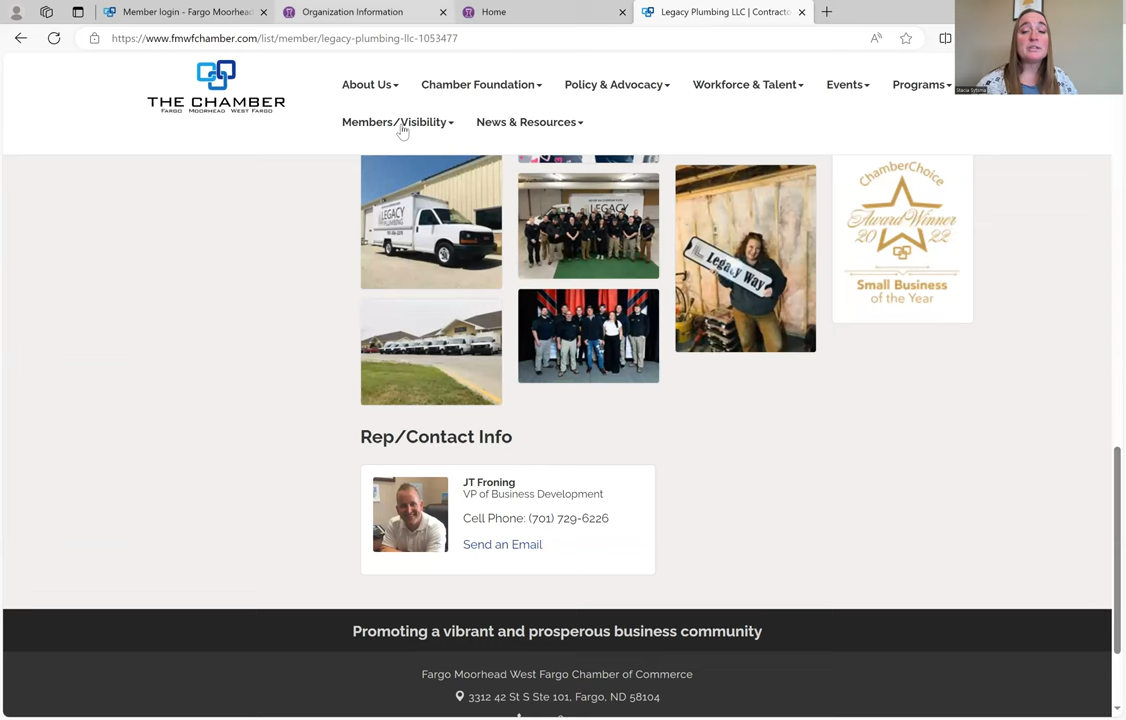 Member login - Fargo Moorhead
Organization Information
Home
Legacy Plumbing LLC | Contracto
https://www.fmwfchamber.com/list/member/legacy-plumbing-llc-1053477
THE CHAMBER
FARGO MOORHEAD WEST FARGO
About Us
Chamber Foundation
Policy & Advocacy
Workforce & Talent
Events
Programs
Members/Visibility
News & Resources
LEGACY
PLUMBING
LEGACY
Legacy Way
ChamberChoice
Award Winner
2022
Small Business
of the Year
Rep/Contact Info
JT Froning
VP of Business Development
Cell Phone: (701) 729-6226
Send an Email
Promoting a vibrant and prosperous business community
Fargo Moorhead West Fargo Chamber of Commerce
3312 42 St S Ste 101, Fargo, ND 58104